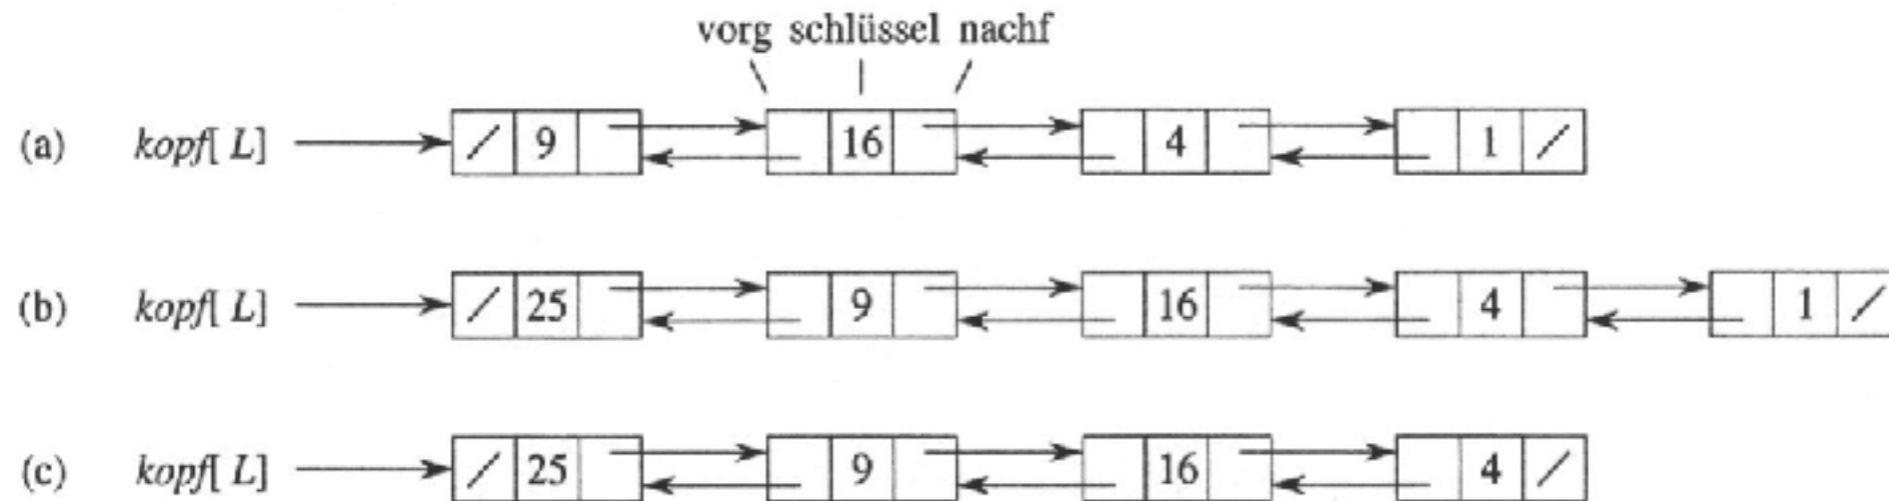 vorg schlüssel nachf
(a) kopf[ L] / 9 16 4 1 /
(b) kopf[ L] / 25 9 16 4 1 /
(c) kopf[ L] / 25 9 16 4 /